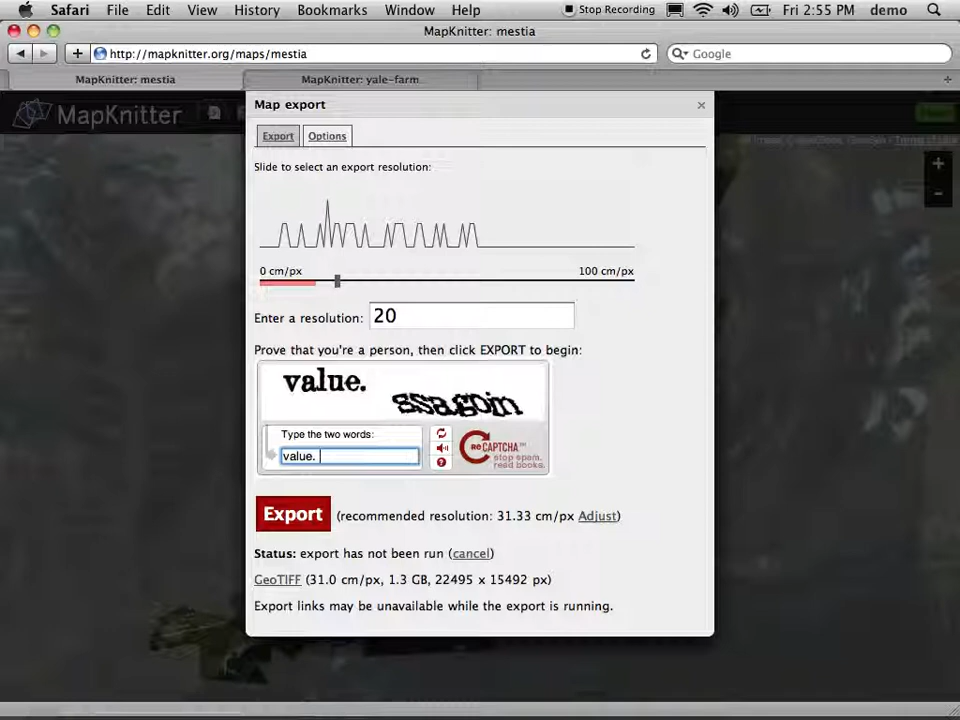 Safari File Edit View History Bookmarks Window Help Stop Recording Fri 2:55 PM demo
MapKnitter: mestia
http://mapknitter.org/maps/mestia Google
MapKnitter: mestia MapKnitter: yale-farm
Map export
MapKnitter
Export Options
Slide to select an export resolution:
0 cm/px 100 cm/px
Enter a resolution: 20
Prove that you're a person, then click EXPORT to begin:
value.
Type the two words:
value.
reCAPTCHA™
stop spam.
read books.
Export (recommended resolution: 31.33 cm/px Adjust)
Status: export has not been run (cancel)
GeoTIFF (31.0 cm/px, 1.3 GB, 22495 x 15492 px)
Export links may be unavailable while the export is running.